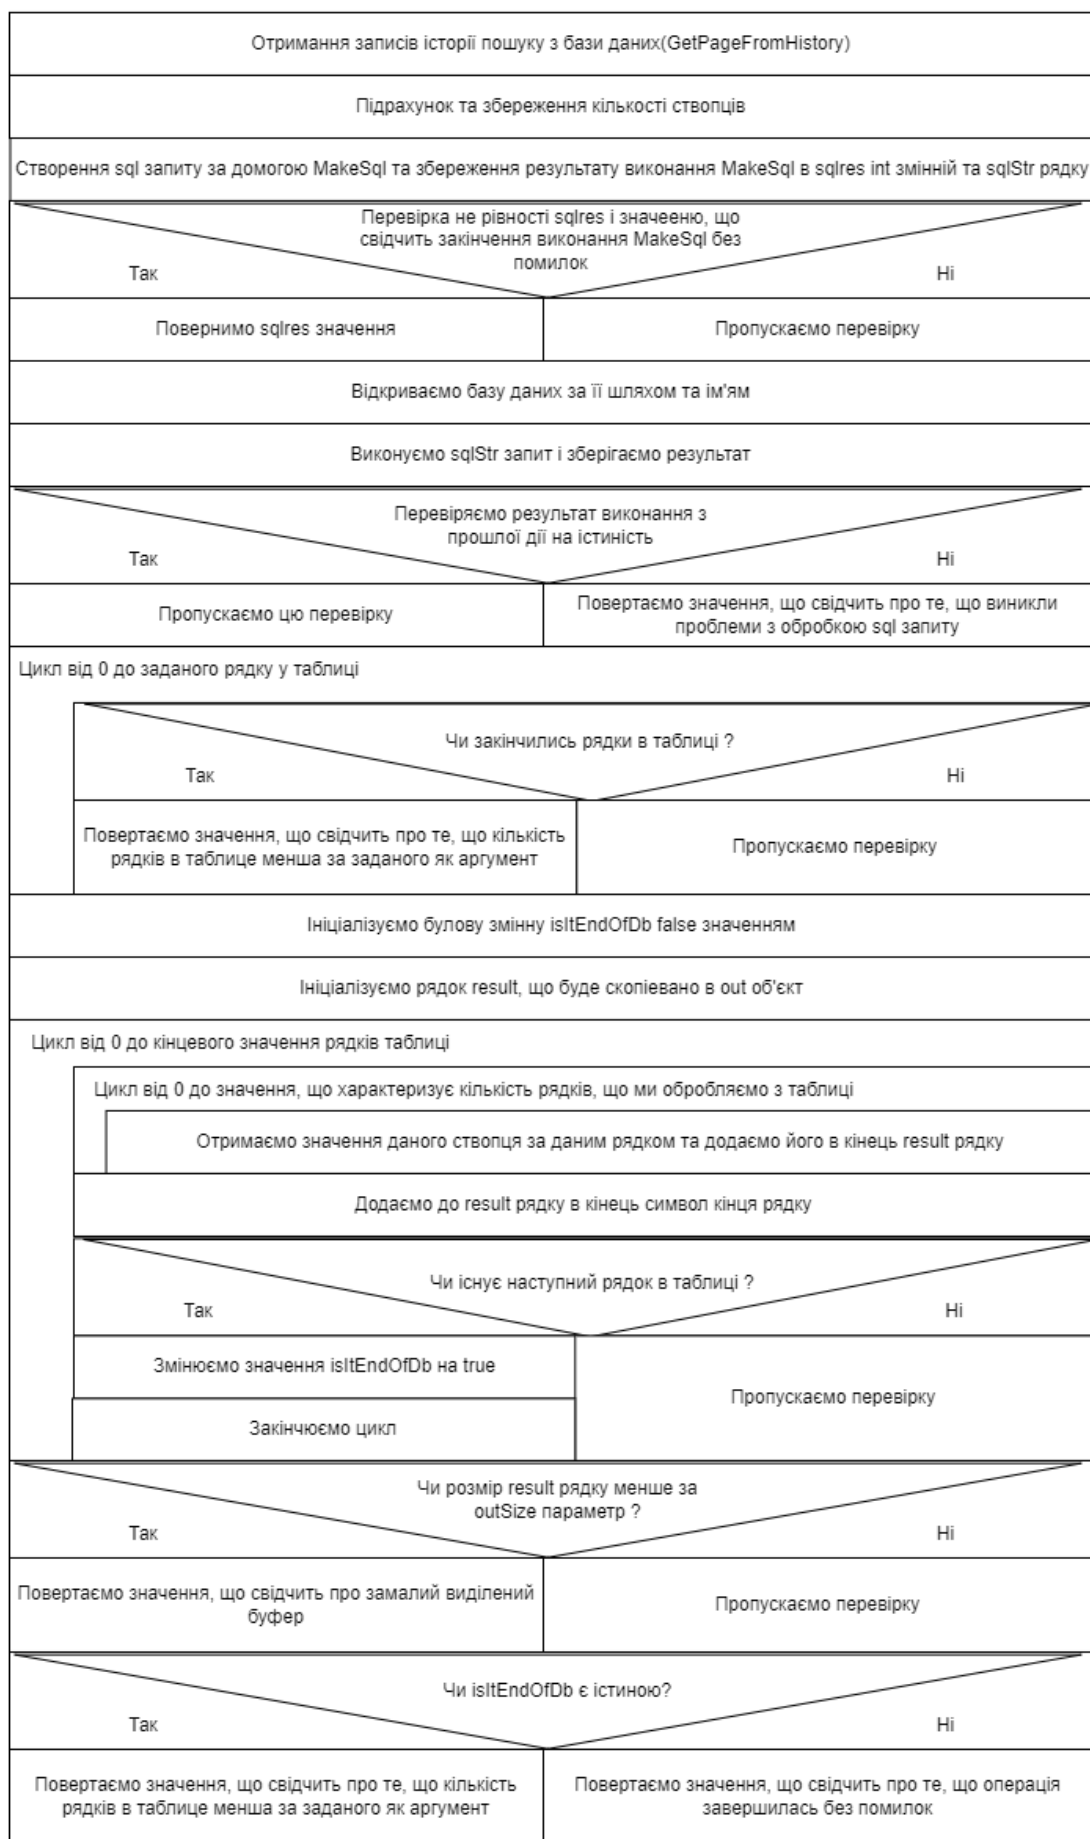 Отримання записів історії пошуку з бази даних(GetPageFromHistory)
Підрахунок та збереження кількості ствопців
Створення sql запиту за домогою MakeSql та збереження результату виконання MakeSql в sqlres int змінній та sqlStr рядку
Перевірка не рівності sqlres і значееню, що
свідчить закінчення виконання MakeSql без
помилок
Так
Ні
Повернимо sqlres значення
Пропускаємо перевірку
Відкриваємо базу даних за її шляхом та ім'ям
Виконуємо sqlStr запит і зберігаємо результат
Перевіряємо результат виконання з
прошлої дії на істиність
Так
Ні
Пропускаємо цю перевірку
Повертаємо значення, що свідчить про те, що виникли
проблеми з обробкою sql запиту
Цикл від 0 до заданого рядку у таблиці
Чи закінчились рядки в таблиці ?
Так
Ні
Повертаємо значення, що свідчить про те, що кількість
рядків в таблице менша за заданого як аргумент
Пропускаємо перевірку
Ініціалізуємо булову змінну isItEndOfDb false значенням
Ініціалізуємо рядок result, що буде скопіевано в out об'єкт
Цикл від 0 до кінцевого значення рядків таблиці
Цикл від 0 до значення, що характеризує кількість рядків, що ми обробляємо з таблиці
Отримаємо значення даного ствопця за даним рядком та додаємо його в кінець result рядку
Додаємо до result рядку в кінець символ кінця рядку
Чи існує наступний рядок в таблиці ?
Так
Ні
Змінюємо значення isItEndOfDb на true
Закінчюємо цикл
Пропускаємо перевірку
Чи розмір result рядку менше за
outSize параметр ?
Так
Ні
Повертаємо значення, що свідчить про замалий виділений
буфер
Пропускаємо перевірку
Чи isItEndOfDb є істиною?
Так
Ні
Повертаємо значення, що свідчить про те, що кількість
рядків в таблице менша за заданого як аргумент
Повертаємо значення, що свідчить про те, що операція
завершилась без помилок